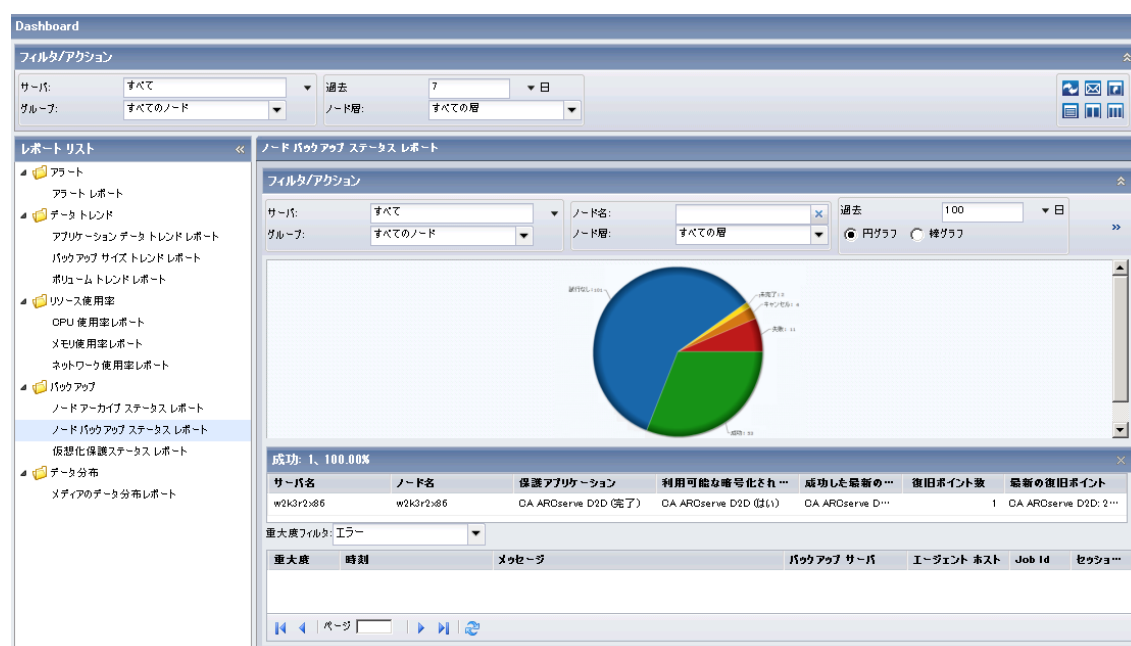 Dashboard
フィルタ/アクション
サーバ: すべて 過去 7 日
グループ: すべてのノード ノード層: すべての層
レポート リスト
アラート
アラート レポート
データ トレンド
アプリケーション データ トレンド レポート
バックアップ サイズ トレンド レポート
ボリューム トレンド レポート
リソース使用率
CPU 使用率レポート
メモリ使用率レポート
ネットワーク使用率レポート
バックアップ
ノード アーカイブ ステータス レポート
ノード バックアップ ステータス レポート
仮想化保護ステータス レポート
データ分布
メディアのデータ分布レポート
ノード バックアップ ステータス レポート
フィルタ/アクション
サーバ: すべて ノード名: 過去 100 日
グループ: すべてのノード ノード層: すべての層 円グラフ 棒グラフ
未完了: 2
キャンセル: 4
失敗: 11
成功: 1、100.00%
サーバ名 ノード名 保護アプリケーション 利用可能な暗号化され… 成功した最新の… 復旧ポイント数 最新の復旧ポイント
w2k3r2x86 w2k3r2x86 CA ARCserve D2D (完了) CA ARCserve D2D (はい) CA ARCserve D… 1 CA ARCserve D2D: 2…
重大度フィルタ: エラー
重大度 時刻 メッセージ バックアップ サーバ エージェント ホスト Job Id セッショ…
ページ